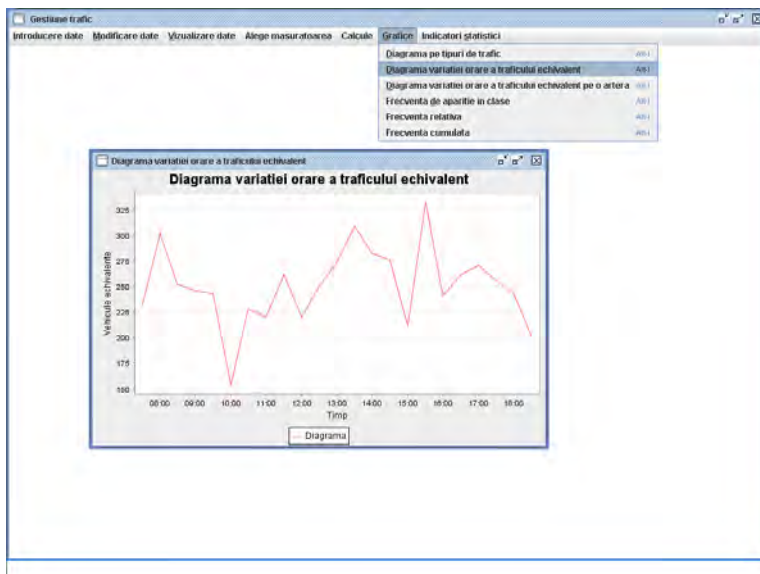 Gestiune trafic
Introducere date Modificare date Vizualizare date Alege masuratoarea Calcule Grafice Indicatori statistici
Diagrama pe tipuri de trafic
Diagrama variatiei orare a traficului echivalent
Diagrama variatiei orare a traficului echivalent pe o artera
Frecventa de aparitie in clase
Frecventa relativa
Frecventa cumulata
Diagrama variatiei orare a traficului echivalent
Diagrama variatiei orare a traficului echivalent
Vehicule echivalente
325
300
275
250
225
200
175
150
08:00 09:00 10:00 11:00 12:00 13:00 14:00 15:00 16:00 17:00 18:00
Timp
Diagrama